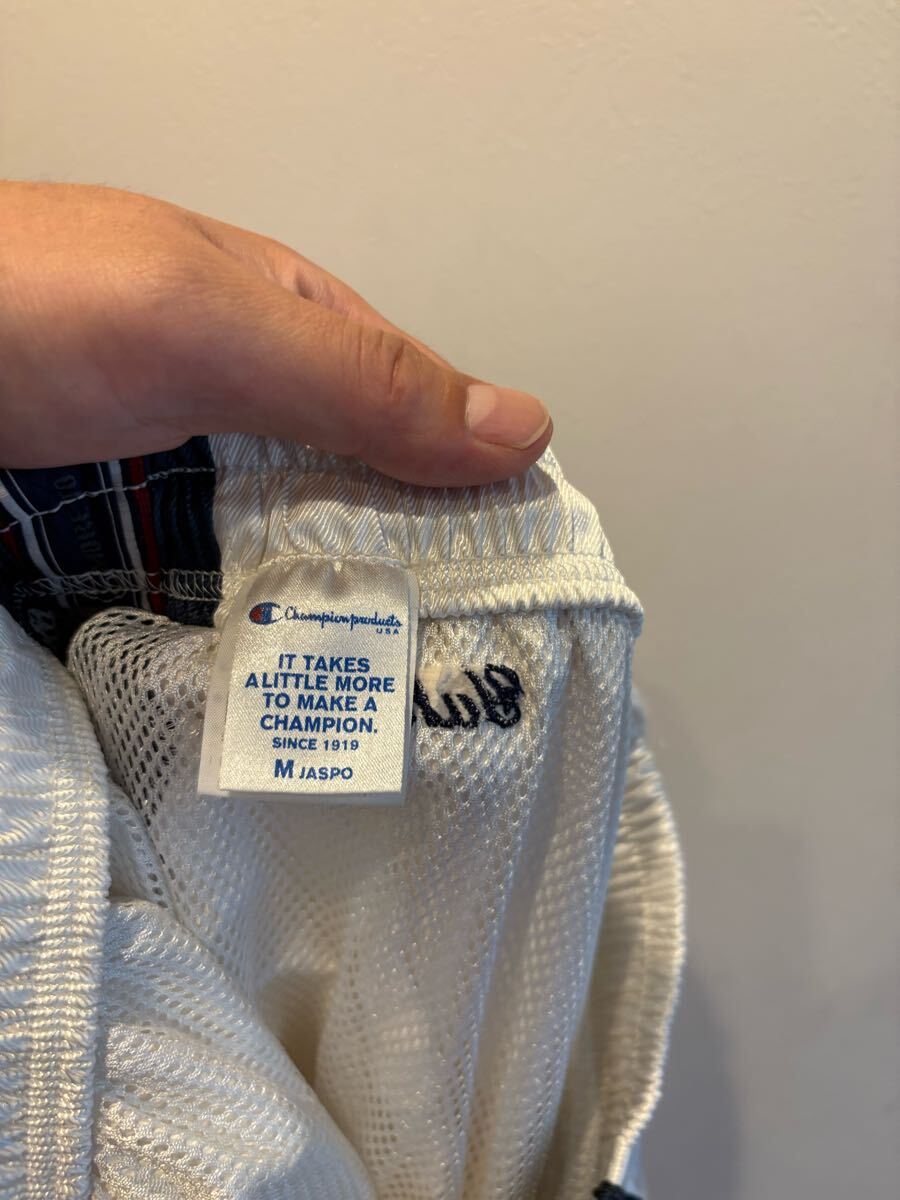 Champion products
USA
IT TAKES
A LITTLE MORE
TO MAKE A
CHAMPION.
SINCE 1919
M JASPO